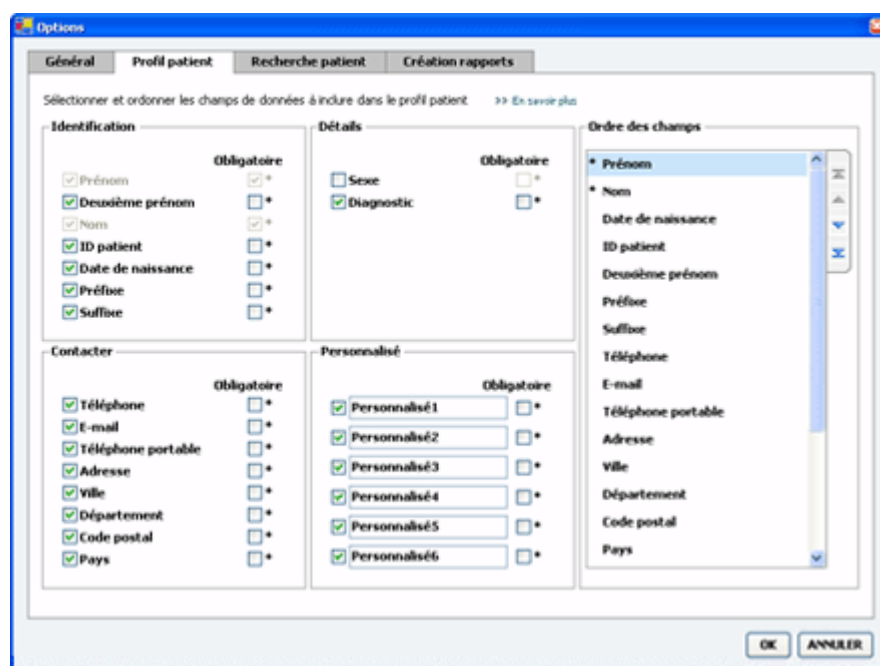 Options
Général Profil patient Recherche patient Création rapports
Sélectionner et ordonner les champs de données à inclure dans le profil patient >> En savoir plus
Identification
Obligatoire
Prénom *
Deuxième prénom *
Nom *
ID patient *
Date de naissance *
Préfixe *
Suffixe *
Détails
Obligatoire
Sexe *
Diagnostic *
Contacter
Obligatoire
Téléphone *
E-mail *
Téléphone portable *
Adresse *
Ville *
Département *
Code postal *
Pays *
Personnalisé
Obligatoire
Personnalisé1 *
Personnalisé2 *
Personnalisé3 *
Personnalisé4 *
Personnalisé5 *
Personnalisé6 *
Ordre des champs
* Prénom
* Nom
Date de naissance
ID patient
Deuxième prénom
Préfixe
Suffixe
Téléphone
E-mail
Téléphone portable
Adresse
Ville
Département
Code postal
Pays
OK ANNULER